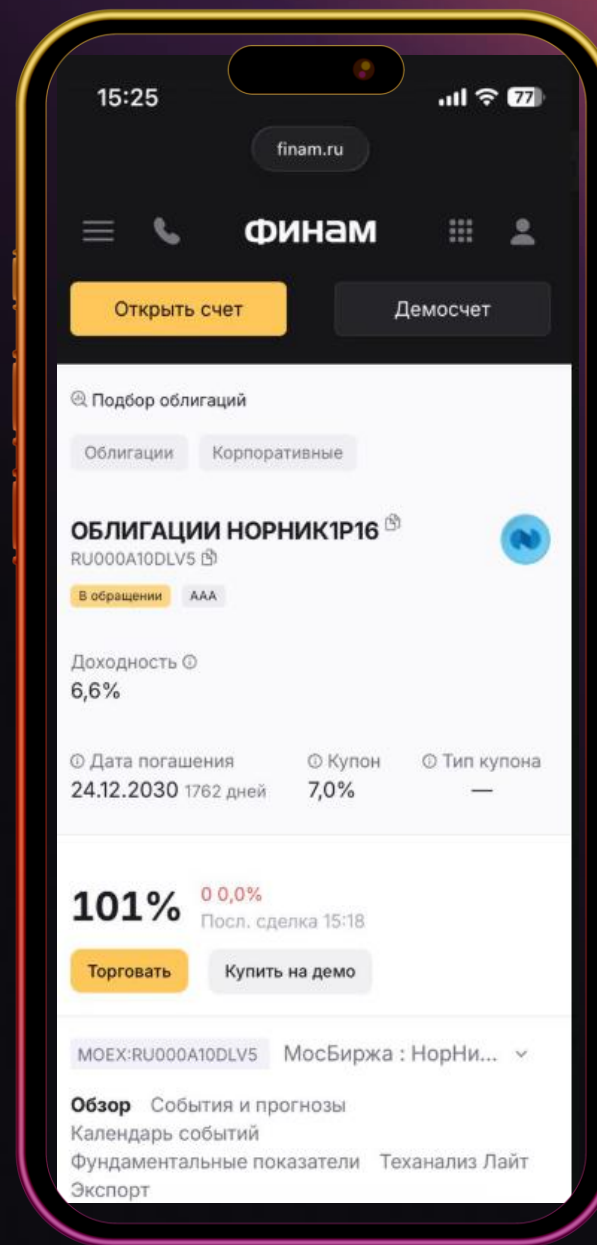 15:25 77
finam.ru
ФИНАМ
Открыть счет Демосчет
Подбор облигаций
Облигации Корпоративные
ОБЛИГАЦИИ НОРНИК1P16
RU000A10DLV5
В обращении AAA
Доходность
6,6%
Дата погашения Купон Тип купона
24.12.2030 1762 дней 7,0% —
101% 0 0,0%
Посл. сделка 15:18
Торговать Купить на демо
MOEX:RU000A10DLV5 МосБиржа : НорНи...
Обзор События и прогнозы
Календарь событий
Фундаментальные показатели Теханализ Лайт
Экспорт